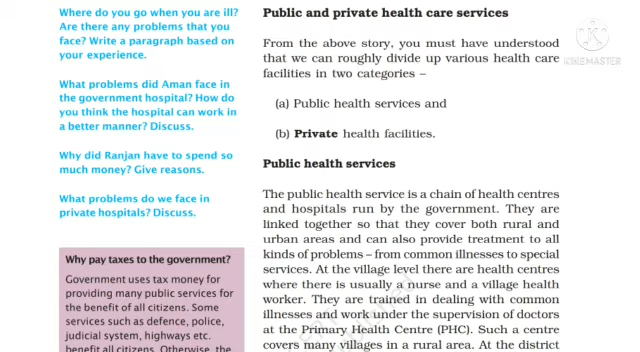 Where do you go when you are ill?
Are there any problems that you
face? Write a paragraph based on
your experience.
What problems did Aman face in
the government hospital? How do
you think the hospital can work in
a better manner? Discuss.
Why did Ranjan have to spend so
much money? Give reasons.
What problems do we face in
private hospitals? Discuss.
Why pay taxes to the government?
Government uses tax money for
providing many public services for
the benefit of all citizens. Some
services such as defence, police,
judicial system, highways etc.
benefit all citizens. Otherwise, the
Public and private health care services
From the above story, you must have understood
that we can roughly divide up various health care
facilities in two categories –
(a) Public health services and
(b) Private health facilities.
Public health services
The public health service is a chain of health centres
and hospitals run by the government. They are
linked together so that they cover both rural and
urban areas and can also provide treatment to all
kinds of problems – from common illnesses to special
services. At the village level there are health centres
where there is usually a nurse and a village health
worker. They are trained in dealing with common
illnesses and work under the supervision of doctors
at the Primary Health Centre (PHC). Such a centre
covers many villages in a rural area. At the district
K
KINEMASTER